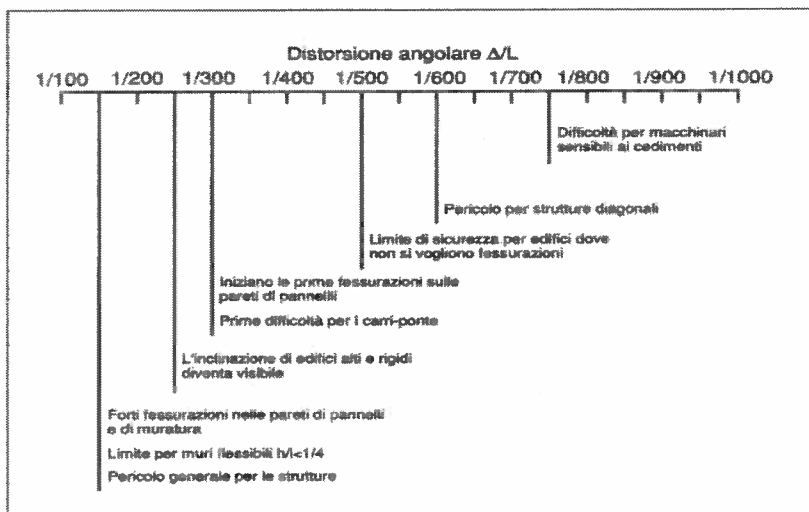 Distorsione angolare Δ/L
1/100 1/200 1/300 1/400 1/500 1/600 1/700 1/800 1/900 1/1000
Difficoltà per macchinari
sensibili ai cedimenti
Pericolo per strutture diagonali
Limite di sicurezza per edifici dove
non si vogliono fessurazioni
Iniziano le prime fessurazioni sulle
pareti di pannelli
Prime difficoltà per i carri-ponte
L'inclinazione di edifici alti e rigidi
diventa visibile
Forti fessurazioni nelle pareti di pannelli
e di muratura
Limite per muri flessibili h/l<1/4
Pericolo generale per le strutture